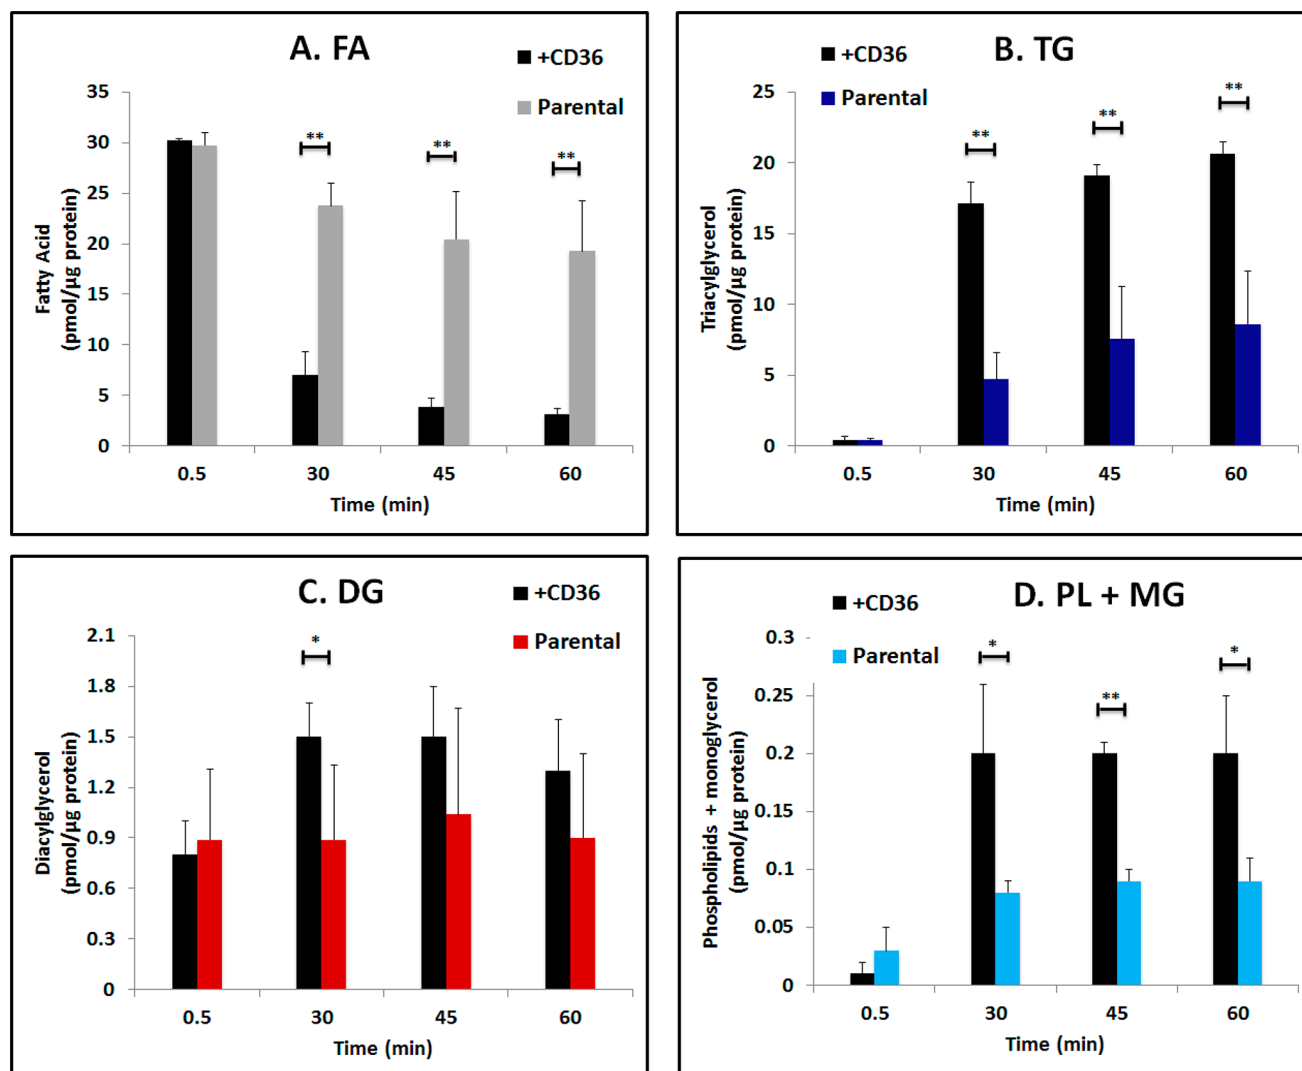 A. FA
+CD36
Parental
Fatty Acid
(pmol/µg protein)
35
30
25
20
15
10
5
0
**
**
**
0.5 30 45 60
Time (min)
B. TG
+CD36
Parental
Triacylglycerol
(pmol/µg protein)
25
20
15
10
5
0
**
**
**
0.5 30 45 60
Time (min)
C. DG
+CD36
Parental
Diacylglycerol
(pmol/µg protein)
2.1
1.8
1.5
1.2
0.9
0.6
0.3
0
*
0.5 30 45 60
Time (min)
D. PL + MG
+CD36
Parental
Phospholipids + monoglycerol
(pmol/µg protein)
0.3
0.25
0.2
0.15
0.1
0.05
0
*
**
*
0.5 30 45 60
Time (min)